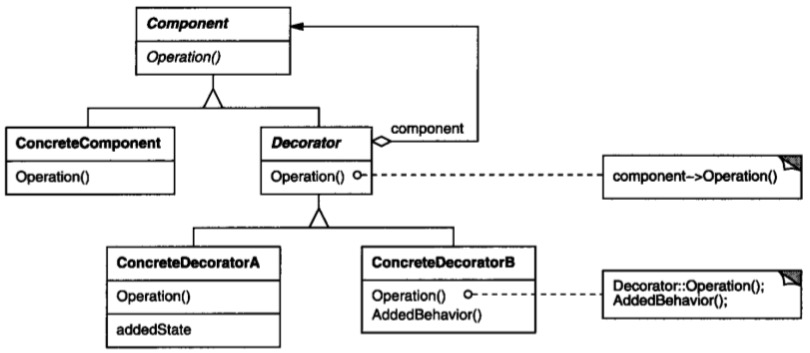 Component
Operation()
component
ConcreteComponent
Operation()
Decorator
Operation()
component->Operation()
ConcreteDecoratorA
Operation()
addedState
ConcreteDecoratorB
Operation()
AddedBehavior()
Decorator::Operation();
AddedBehavior();